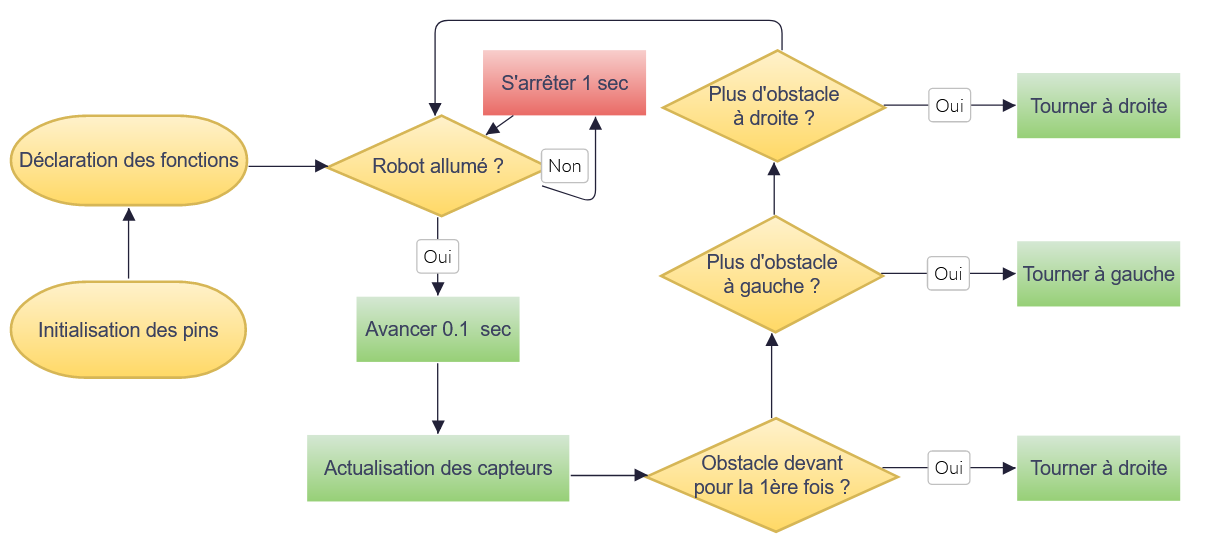 S'arrêter 1 sec
Plus d'obstacle
à droite ?
Oui
Tourner à droite
Déclaration des fonctions
Robot allumé ?
Non
Oui
Plus d'obstacle
à gauche ?
Oui
Tourner à gauche
Initialisation des pins
Avancer 0.1  sec
Actualisation des capteurs
Obstacle devant
pour la 1ère fois ?
Oui
Tourner à droite